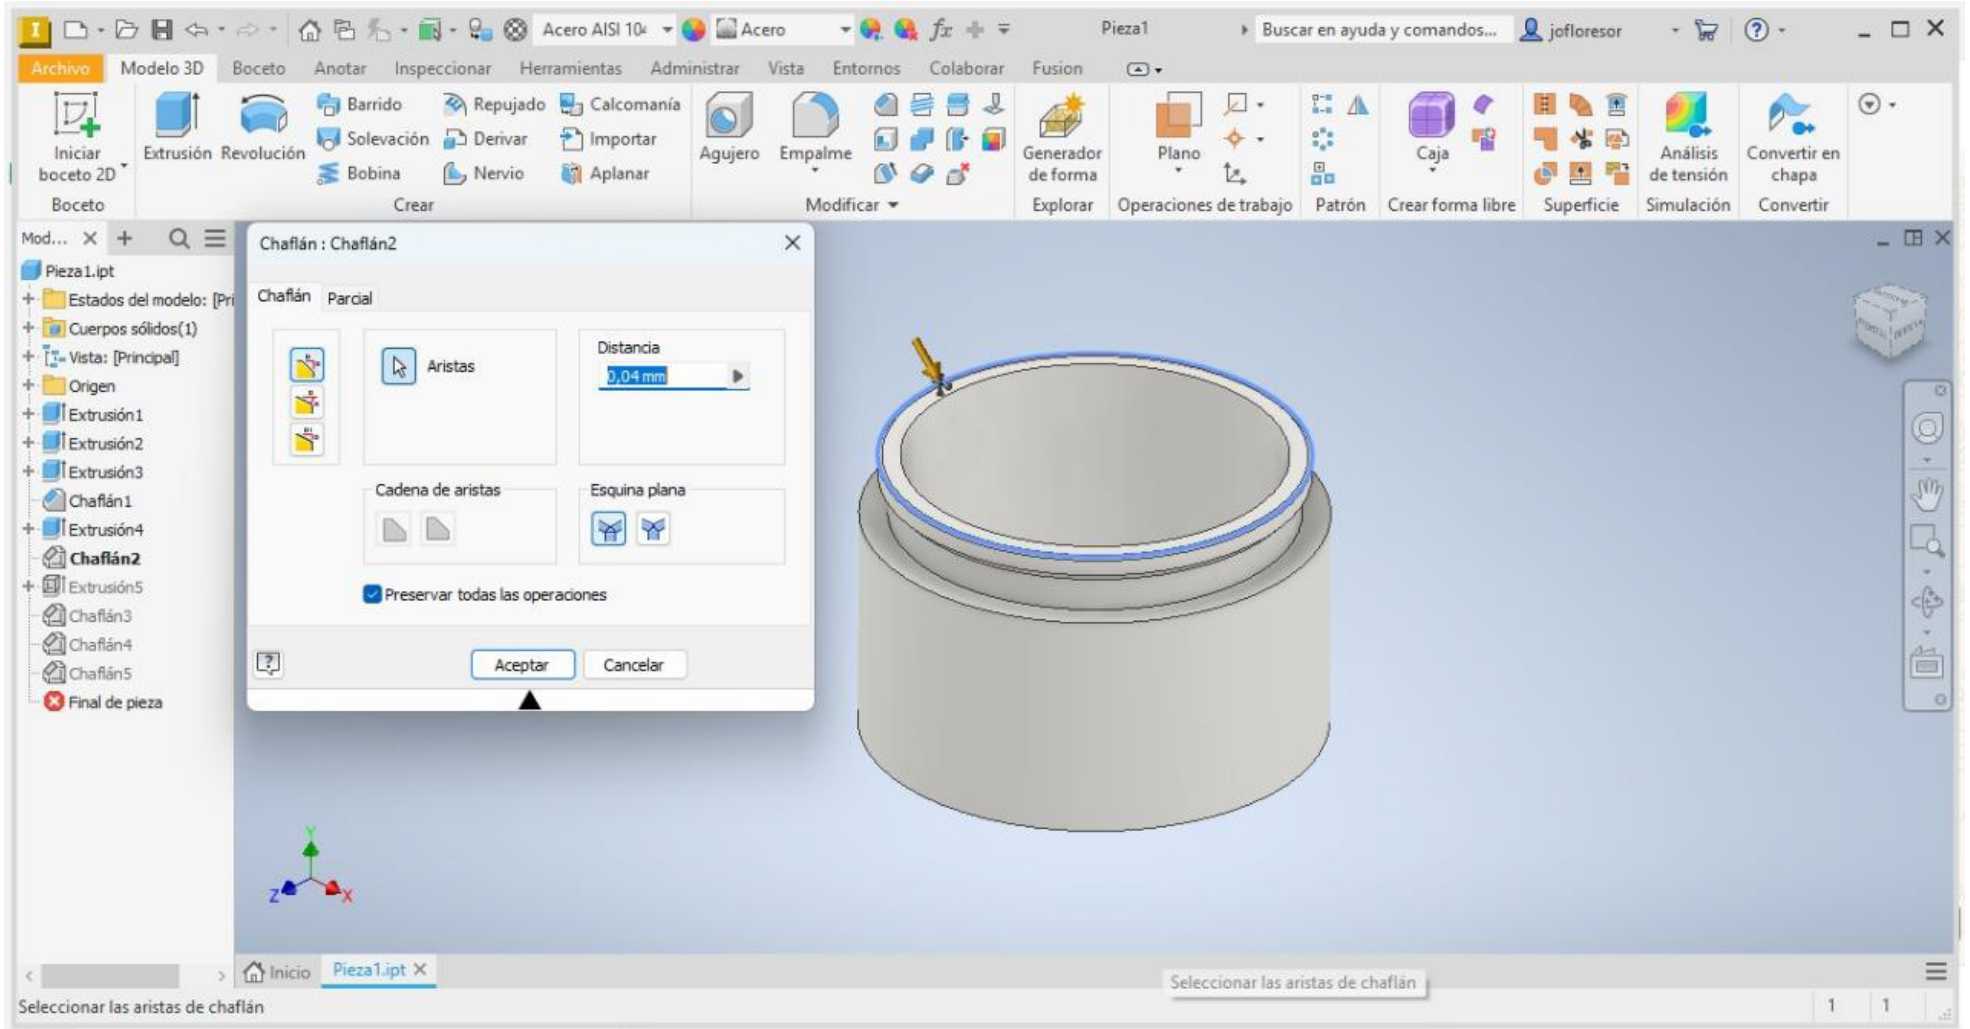 Acero AISI 10
Acero
fx
Pieza1
Buscar en ayuda y comandos...
jofloresor
Archivo
Modelo 3D
Boceto
Anotar
Inspeccionar
Herramientas
Administrar
Vista
Entornos
Colaborar
Fusion
Iniciar
boceto 2D
Extrusión
Revolución
Barrido
Solevación
Bobina
Repujado
Derivar
Nervio
Calcomanía
Importar
Aplanar
Agujero
Empalme
Generador
de forma
Plano
Caja
Análisis
de tensión
Convertir en
chapa
Boceto
Crear
Modificar
Explorar
Operaciones de trabajo
Patrón
Crear forma libre
Superficie
Simulación
Convertir
Mod...
Pieza1.ipt
Estados del modelo: [Pri
Cuerpos sólidos(1)
Vista: [Principal]
Origen
Extrusión1
Extrusión2
Extrusión3
Chaflán1
Extrusión4
Chaflán2
Extrusión5
Chaflán3
Chaflán4
Chaflán5
Final de pieza
Chaflán : Chaflán2
Chaflán
Parcial
Aristas
Distancia
0,04 mm
Cadena de aristas
Esquina plana
Preservar todas las operaciones
Aceptar
Cancelar
Y
Z
X
Inicio
Pieza1.ipt
Seleccionar las aristas de chaflán
Seleccionar las aristas de chaflán
1
1